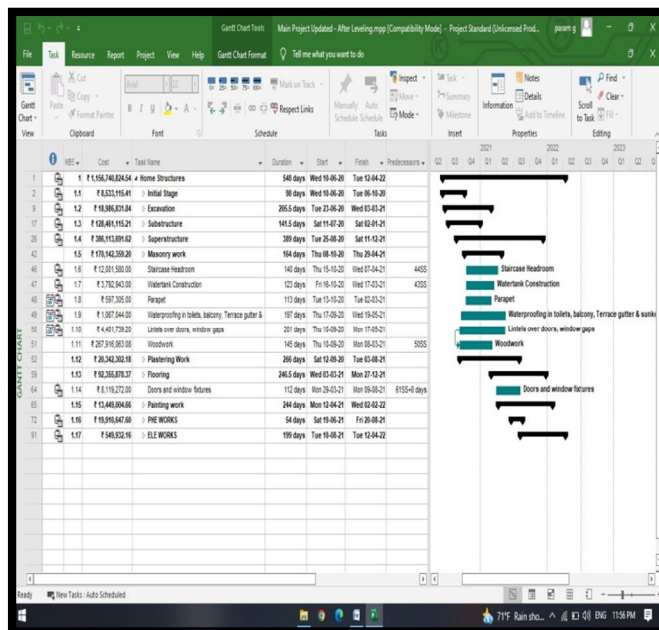 Gantt Chart Tools Main Project Updated - After Leveling.mpp [Compatibility Mode] - Project Standard (Unlicensed Prod... param g
File Task Resource Report Project View Help Gantt Chart Format Tell me what you want to do
Gantt Chart
Paste
Cut
Copy
Format Painter
Arial 22
B I U A
0% 25% 50% 75% 100%
Mark on Track
Respect Links
Manually Schedule
Auto Schedule
Inspect
Move
Mode
Task
Summary
Milestone
Information
Notes
Details
Add to Timeline
Scroll to Task
Find
Clear
Fill
View Clipboard Font Schedule Tasks Insert Properties Editing
2021 2022 2023
WBS Cost Task Name Duration Start Finish Predecessors Q2 Q3 Q4 Q1 Q2 Q3 Q4 Q1 Q2 Q3 Q4 Q1
1 1 ₹ 1,156,740,824.54 Home Structures 548 days Wed 10-06-20 Tue 12-04-22
2 1.1 ₹ 8,533,115.41 Initial Stage 98 days Wed 10-06-20 Tue 06-10-20
9 1.2 ₹ 18,986,831.84 Excavation 205.5 days Tue 23-06-20 Wed 03-03-21
17 1.3 ₹ 128,461,115.21 Substructure 141.5 days Sat 11-07-20 Sat 02-01-21
26 1.4 ₹ 386,113,691.62 Superstructure 389 days Tue 25-08-20 Sat 11-12-21
42 1.5 ₹ 170,142,359.20 Masonry work 164 days Thu 08-10-20 Thu 29-04-21
46 1.6 ₹ 12,001,580.00 Staircase Headroom 140 days Thu 15-10-20 Wed 07-04-21 44SS Staircase Headroom
47 1.7 ₹ 3,782,943.00 Watertank Construction 123 days Fri 16-10-20 Wed 17-03-21 43SS Watertank Construction
48 1.8 ₹ 597,305.00 Parapet 113 days Tue 13-10-20 Tue 02-03-21 Parapet
49 1.9 ₹ 1,067,044.00 Waterproofing in toilets, balcony, Terrace gutter & 197 days Thu 17-09-20 Wed 19-05-21 Waterproofing in toilets, balcony, Terrace gutter & sunke
50 1.10 ₹ 4,401,739.20 Lintels over doors, window gaps 201 days Thu 10-09-20 Mon 17-05-21 Lintels over doors, window gaps
51 1.11 ₹ 267,916,063.08 Woodwork 145 days Thu 10-09-20 Mon 08-03-21 50SS Woodwork
52 1.12 ₹ 20,342,302.18 Plastering Work 266 days Sat 12-09-20 Tue 03-08-21
59 1.13 ₹ 92,355,878.37 Flooring 246.5 days Wed 03-03-21 Mon 27-12-21
64 1.14 ₹ 8,119,272.00 Doors and window fixtures 112 days Mon 29-03-21 Mon 09-08-21 61SS+8 days Doors and window fixtures
65 1.15 ₹ 13,449,004.66 Painting work 244 days Mon 12-04-21 Wed 02-02-22
72 1.16 ₹ 19,910,647.60 PHE WORKS 54 days Sat 19-06-21 Fri 20-08-21
91 1.17 ₹ 549,932.16 ELE WORKS 199 days Tue 10-08-21 Tue 12-04-22
GANTT CHART
Ready New Tasks : Auto Scheduled
71°F Rain sho... ENG 11:56 PM